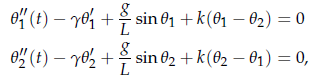 θ₁″(t) − γθ₁′ + g/L sin θ₁ + k(θ₁ − θ₂) = 0
θ₂″(t) − γθ₂′ + g/L sin θ₂ + k(θ₂ − θ₁) = 0,